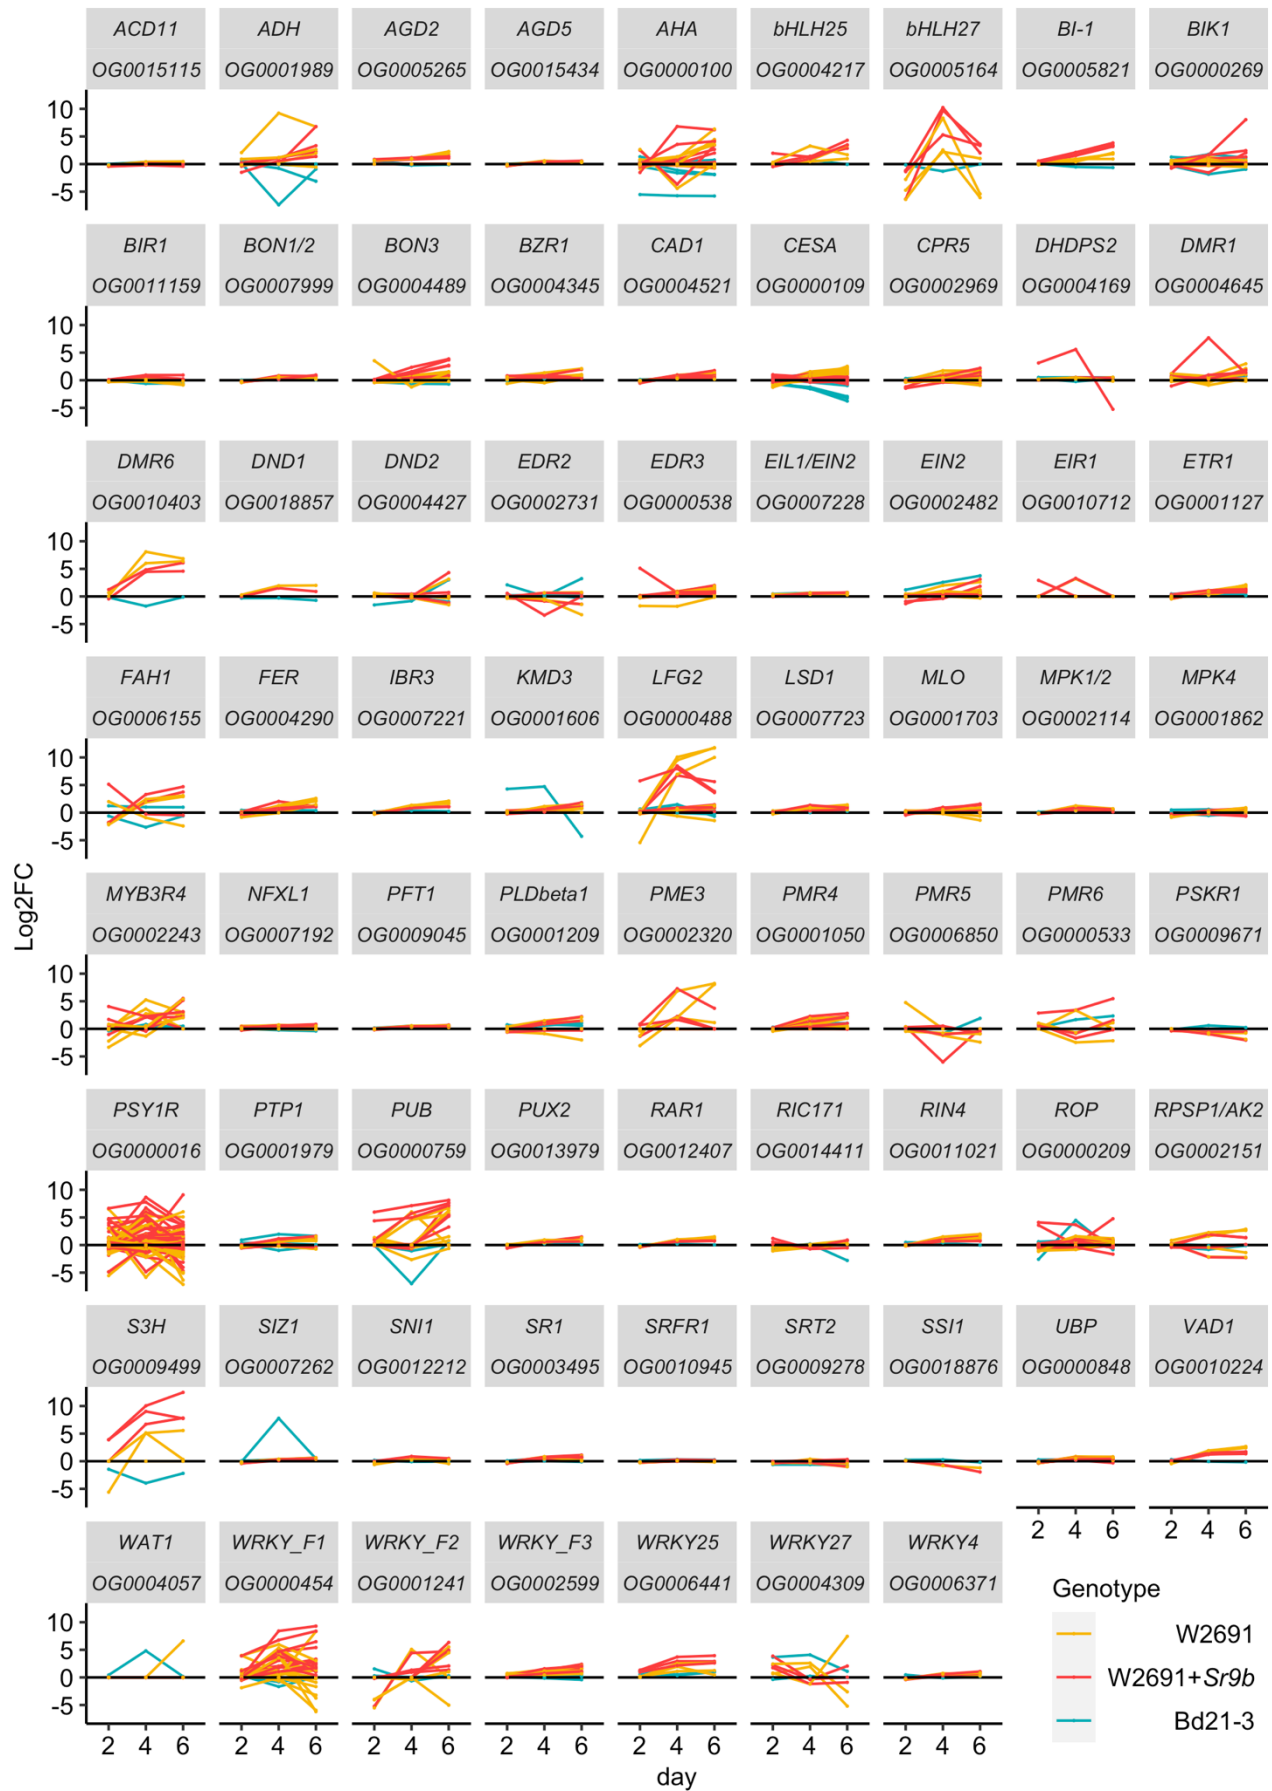 ACD11 ADH AGD2 AGD5 AHA bHLH25 bHLH27 BI-1 BIK1
OG0015115 OG0001989 OG0005265 OG0015434 OG0000100 OG0004217 OG0005164 OG0005821 OG0000269
10
5
0
-5
BIR1 BON1/2 BON3 BZR1 CAD1 CESA CPR5 DHDPS2 DMR1
OG0011159 OG0007999 OG0004489 OG0004345 OG0004521 OG0000109 OG0002969 OG0004169 OG0004645
10
5
0
-5
DMR6 DND1 DND2 EDR2 EDR3 EIL1/EIN2 EIN2 EIR1 ETR1
OG0010403 OG0018857 OG0004427 OG0002731 OG0000538 OG0007228 OG0002482 OG0010712 OG0001127
10
5
0
-5
FAH1 FER IBR3 KMD3 LFG2 LSD1 MLO MPK1/2 MPK4
OG0006155 OG0004290 OG0007221 OG0001606 OG0000488 OG0007723 OG0001703 OG0002114 OG0001862
10
5
0
-5
Log2FC
MYB3R4 NFXL1 PFT1 PLDbeta1 PME3 PMR4 PMR5 PMR6 PSKR1
OG0002243 OG0007192 OG0009045 OG0001209 OG0002320 OG0001050 OG0006850 OG0000533 OG0009671
10
5
0
-5
PSY1R PTP1 PUB PUX2 RAR1 RIC171 RIN4 ROP RPSP1/AK2
OG0000016 OG0001979 OG0000759 OG0013979 OG0012407 OG0014411 OG0011021 OG0000209 OG0002151
10
5
0
-5
S3H SIZ1 SNI1 SR1 SRFR1 SRT2 SSI1 UBP VAD1
OG0009499 OG0007262 OG0012212 OG0003495 OG0010945 OG0009278 OG0018876 OG0000848 OG0010224
10
5
0
-5
2 4 6 2 4 6
WAT1 WRKY_F1 WRKY_F2 WRKY_F3 WRKY25 WRKY27 WRKY4
OG0004057 OG0000454 OG0001241 OG0002599 OG0006441 OG0004309 OG0006371
10
5
0
-5
2 4 6 2 4 6 2 4 6 2 4 6 2 4 6 2 4 6 2 4 6
day
Genotype
W2691
W2691+Sr9b
Bd21-3